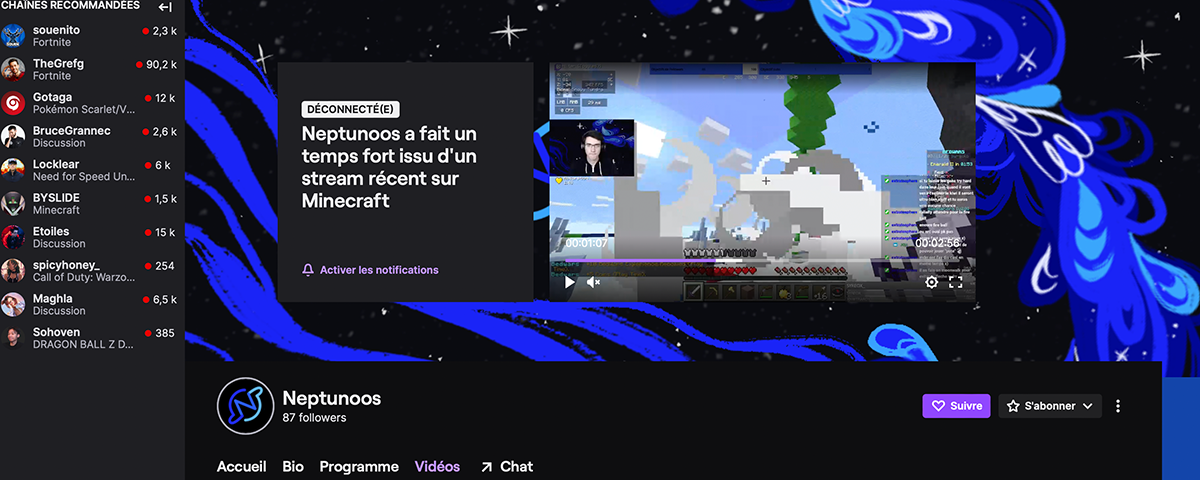 CHAÎNES RECOMMANDÉES
souenito
2,3 k
Fortnite
TheGrefg
90,2 k
Fortnite
Gotaga
12 k
Pokémon Scarlet/V...
BruceGrannec
2,6 k
Discussion
Locklear
6 k
Need for Speed Un...
BYSLIDE
1,5 k
Minecraft
Etoiles
15 k
Discussion
spicyhoney_
254
Call of Duty: Warzo...
Maghla
6,5 k
Discussion
Sohoven
385
DRAGON BALL Z D...
DÉCONNECTÉ(E)
Neptunoos a fait un
temps fort issu d'un
stream récent sur
Minecraft
Activer les notifications
00:01:07
00:02:56
Neptunoos
87 followers
Suivre
S'abonner
Accueil Bio Programme Vidéos Chat